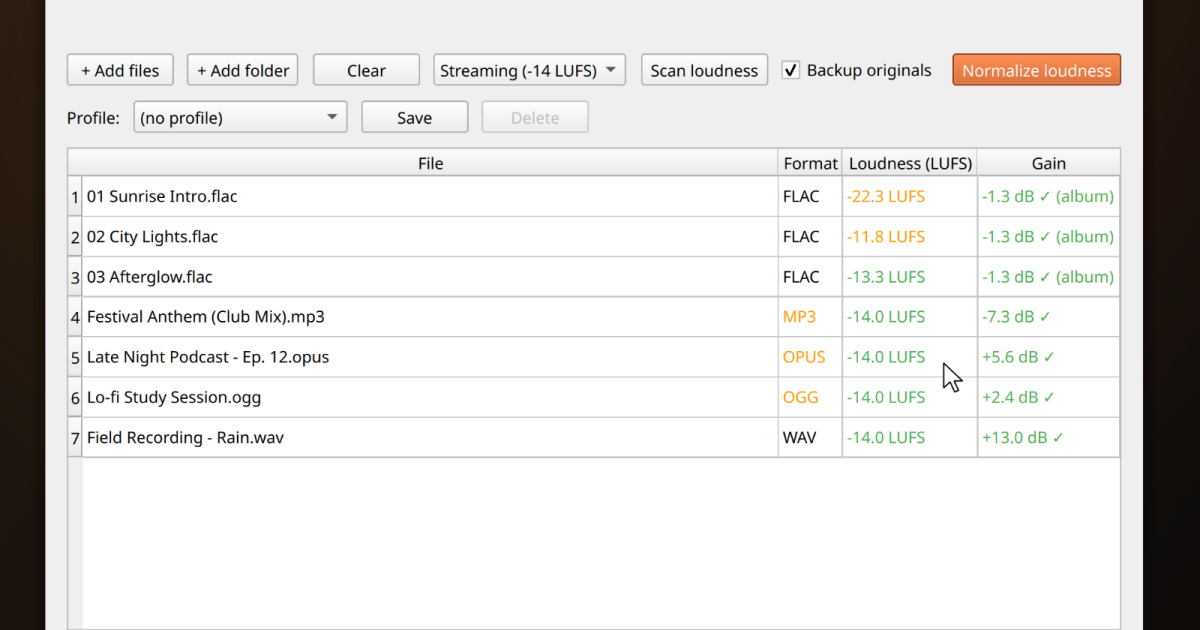 + Add files + Add folder Clear Streaming (-14 LUFS) Scan loudness Backup originals Normalize loudness
Profile: (no profile) Save Delete
File Format Loudness (LUFS) Gain
1 01 Sunrise Intro.flac FLAC -22.3 LUFS -1.3 dB ✓ (album)
2 02 City Lights.flac FLAC -11.8 LUFS -1.3 dB ✓ (album)
3 03 Afterglow.flac FLAC -13.3 LUFS -1.3 dB ✓ (album)
4 Festival Anthem (Club Mix).mp3 MP3 -14.0 LUFS -7.3 dB ✓
5 Late Night Podcast - Ep. 12.opus OPUS -14.0 LUFS +5.6 dB ✓
6 Lo-fi Study Session.ogg OGG -14.0 LUFS +2.4 dB ✓
7 Field Recording - Rain.wav WAV -14.0 LUFS +13.0 dB ✓